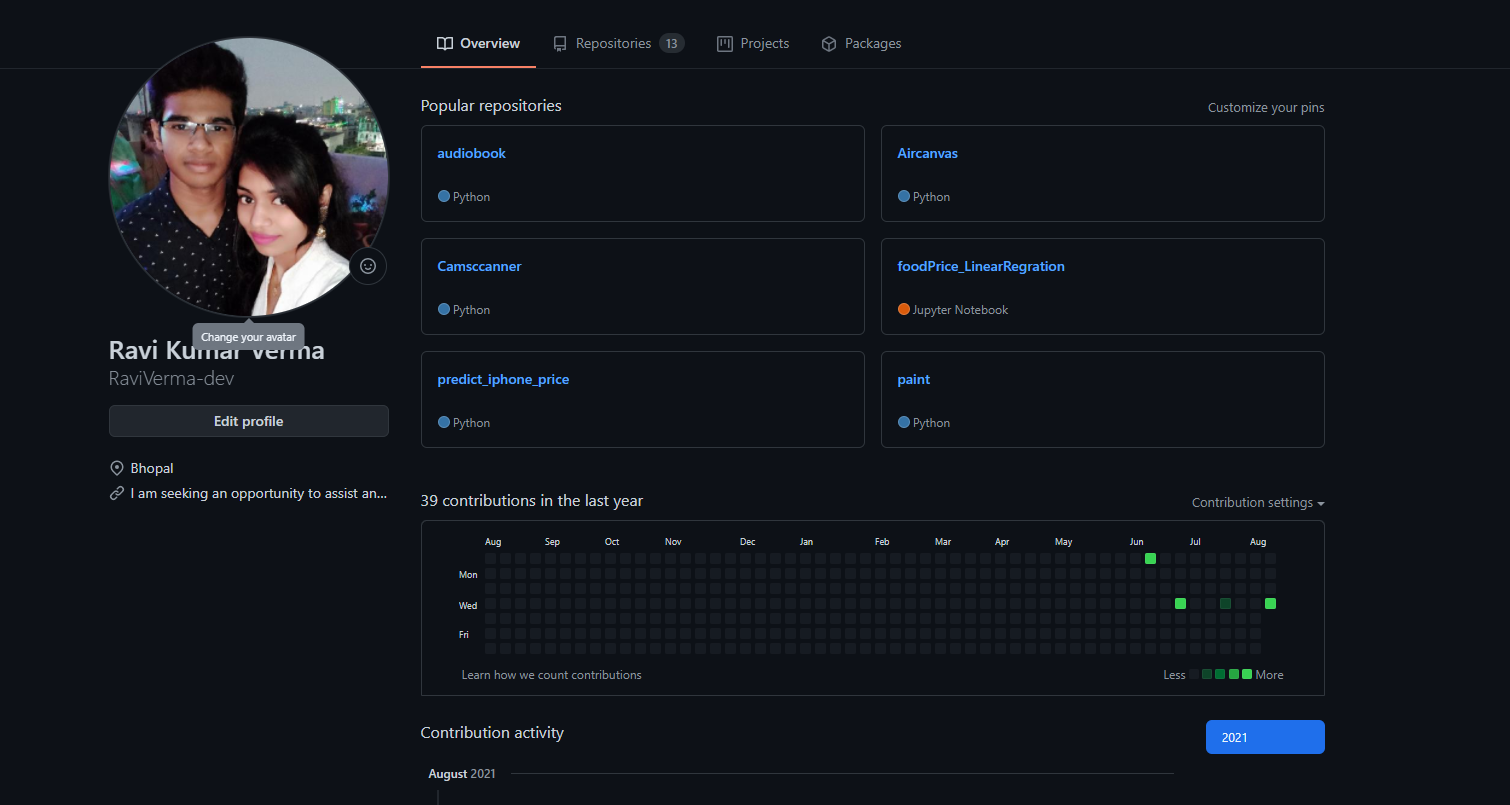 Overview
Repositories 13
Projects
Packages
Change your avatar
Ravi Kumar Verma
RaviVerma-dev
Edit profile
Bhopal
I am seeking an opportunity to assist an...
Popular repositories
Customize your pins
audiobook
Python
Aircanvas
Python
Camsccanner
Python
foodPrice_LinearRegration
Jupyter Notebook
predict_iphone_price
Python
paint
Python
39 contributions in the last year
Contribution settings
Aug Sep Oct Nov Dec Jan Feb Mar Apr May Jun Jul Aug
Mon
Wed
Fri
Learn how we count contributions
Less More
Contribution activity
2021
August 2021